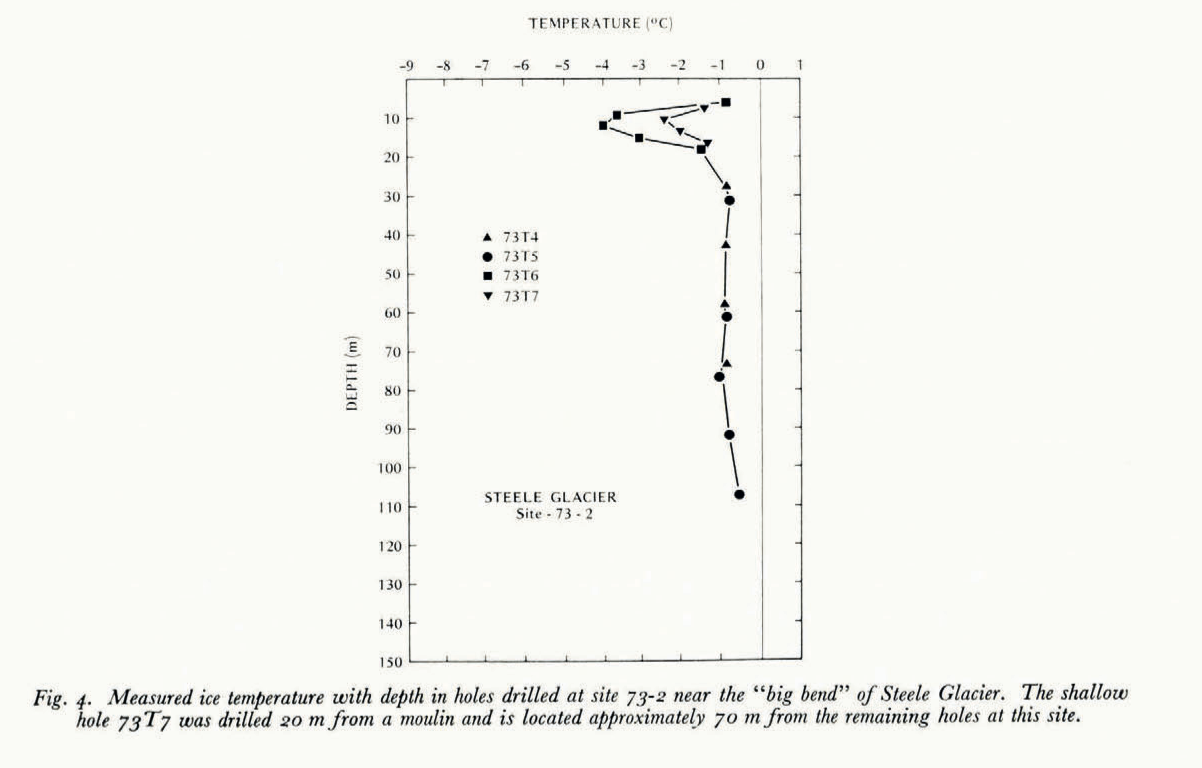 TEMPERATURE (°C)
-9 -8 -7 -6 -5 -4 -3 -2 -1 0 1
10
20
30
40
50
60
70
80
90
100
110
120
130
140
150
DEPTH (m)
73T4
73T5
73T6
73T7
STEELE GLACIER
Site - 73 - 2
Fig. 4. Measured ice temperature with depth in holes drilled at site 73-2 near the “big bend” of Steele Glacier. The shallow
hole 73T7 was drilled 20 m from a moulin and is located approximately 70 m from the remaining holes at this site.